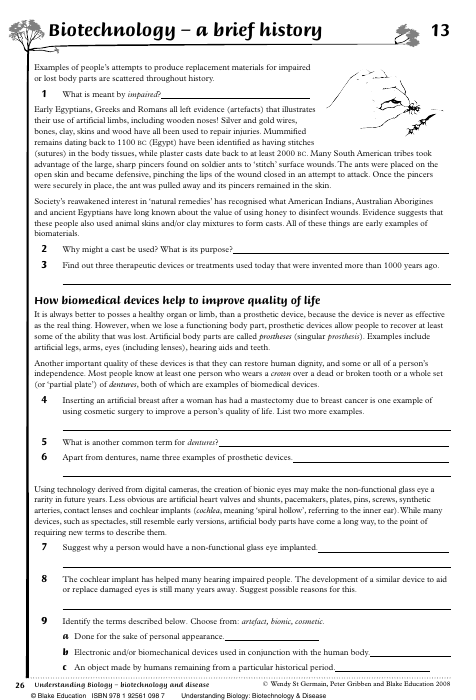 Biotechnology – a brief history
13
Examples of people's attempts to produce replacement materials for impaired
or lost body parts are scattered throughout history.
1 What is meant by impaired?
Early Egyptians, Greeks and Romans all left evidence (artefacts) that illustrates
their use of artificial limbs, including wooden noses! Silver and gold wires,
bones, clay, skins and wood have all been used to repair injuries. Mummified
remains dating back to 1100 BC (Egypt) have been identified as having stitches
(sutures) in the body tissues, while plaster casts date back to at least 2000 BC. Many South American tribes took
advantage of the large, sharp pincers found on soldier ants to 'stitch' surface wounds. The ants were placed on the
open skin and became defensive, pinching the lips of the wound closed in an attempt to attack. Once the pincers
were securely in place, the ant was pulled away and its pincers remained in the skin.
Society's reawakened interest in 'natural remedies' has recognised what American Indians, Australian Aborigines
and ancient Egyptians have long known about the value of using honey to disinfect wounds. Evidence suggests that
these people also used animal skins and/or clay mixtures to form casts. All of these things are early examples of
biomaterials.
2 Why might a cast be used? What is its purpose?
3 Find out three therapeutic devices or treatments used today that were invented more than 1000 years ago.
How biomedical devices help to improve quality of life
It is always better to posses a healthy organ or limb, than a prosthetic device, because the device is never as effective
as the real thing. However, when we lose a functioning body part, prosthetic devices allow people to recover at least
some of the ability that was lost. Artificial body parts are called prostheses (singular prosthesis). Examples include
artificial legs, arms, eyes (including lenses), hearing aids and teeth.
Another important quality of these devices is that they can restore human dignity, and some or all of a person's
independence. Most people know at least one person who wears a crown over a dead or broken tooth or a whole set
(or 'partial plate') of dentures, both of which are examples of biomedical devices.
4 Inserting an artificial breast after a woman has had a mastectomy due to breast cancer is one example of
using cosmetic surgery to improve a person's quality of life. List two more examples.
5 What is another common term for dentures?
6 Apart from dentures, name three examples of prosthetic devices.
Using technology derived from digital cameras, the creation of bionic eyes may make the non-functional glass eye a
rarity in future years. Less obvious are artificial heart valves and shunts, pacemakers, plates, pins, screws, synthetic
arteries, contact lenses and cochlear implants (cochlea, meaning 'spiral hollow', referring to the inner ear). While many
devices, such as spectacles, still resemble early versions, artificial body parts have come a long way, to the point of
requiring new terms to describe them.
7 Suggest why a person would have a non-functional glass eye implanted.
8 The cochlear implant has helped many hearing impaired people. The development of a similar device to aid
or replace damaged eyes is still many years away. Suggest possible reasons for this.
9 Identify the terms described below. Choose from: artefact, bionic, cosmetic.
a Done for the sake of personal appearance.
b Electronic and/or biomechanical devices used in conjunction with the human body.
c An object made by humans remaining from a particular historical period.
26 Understanding Biology – biotechnology and disease
© Wendy St Germain, Peter Gribben and Blake Education 2008
© Blake Education ISBN 978 1 92561 098 7 Understanding Biology: Biotechnology & Disease